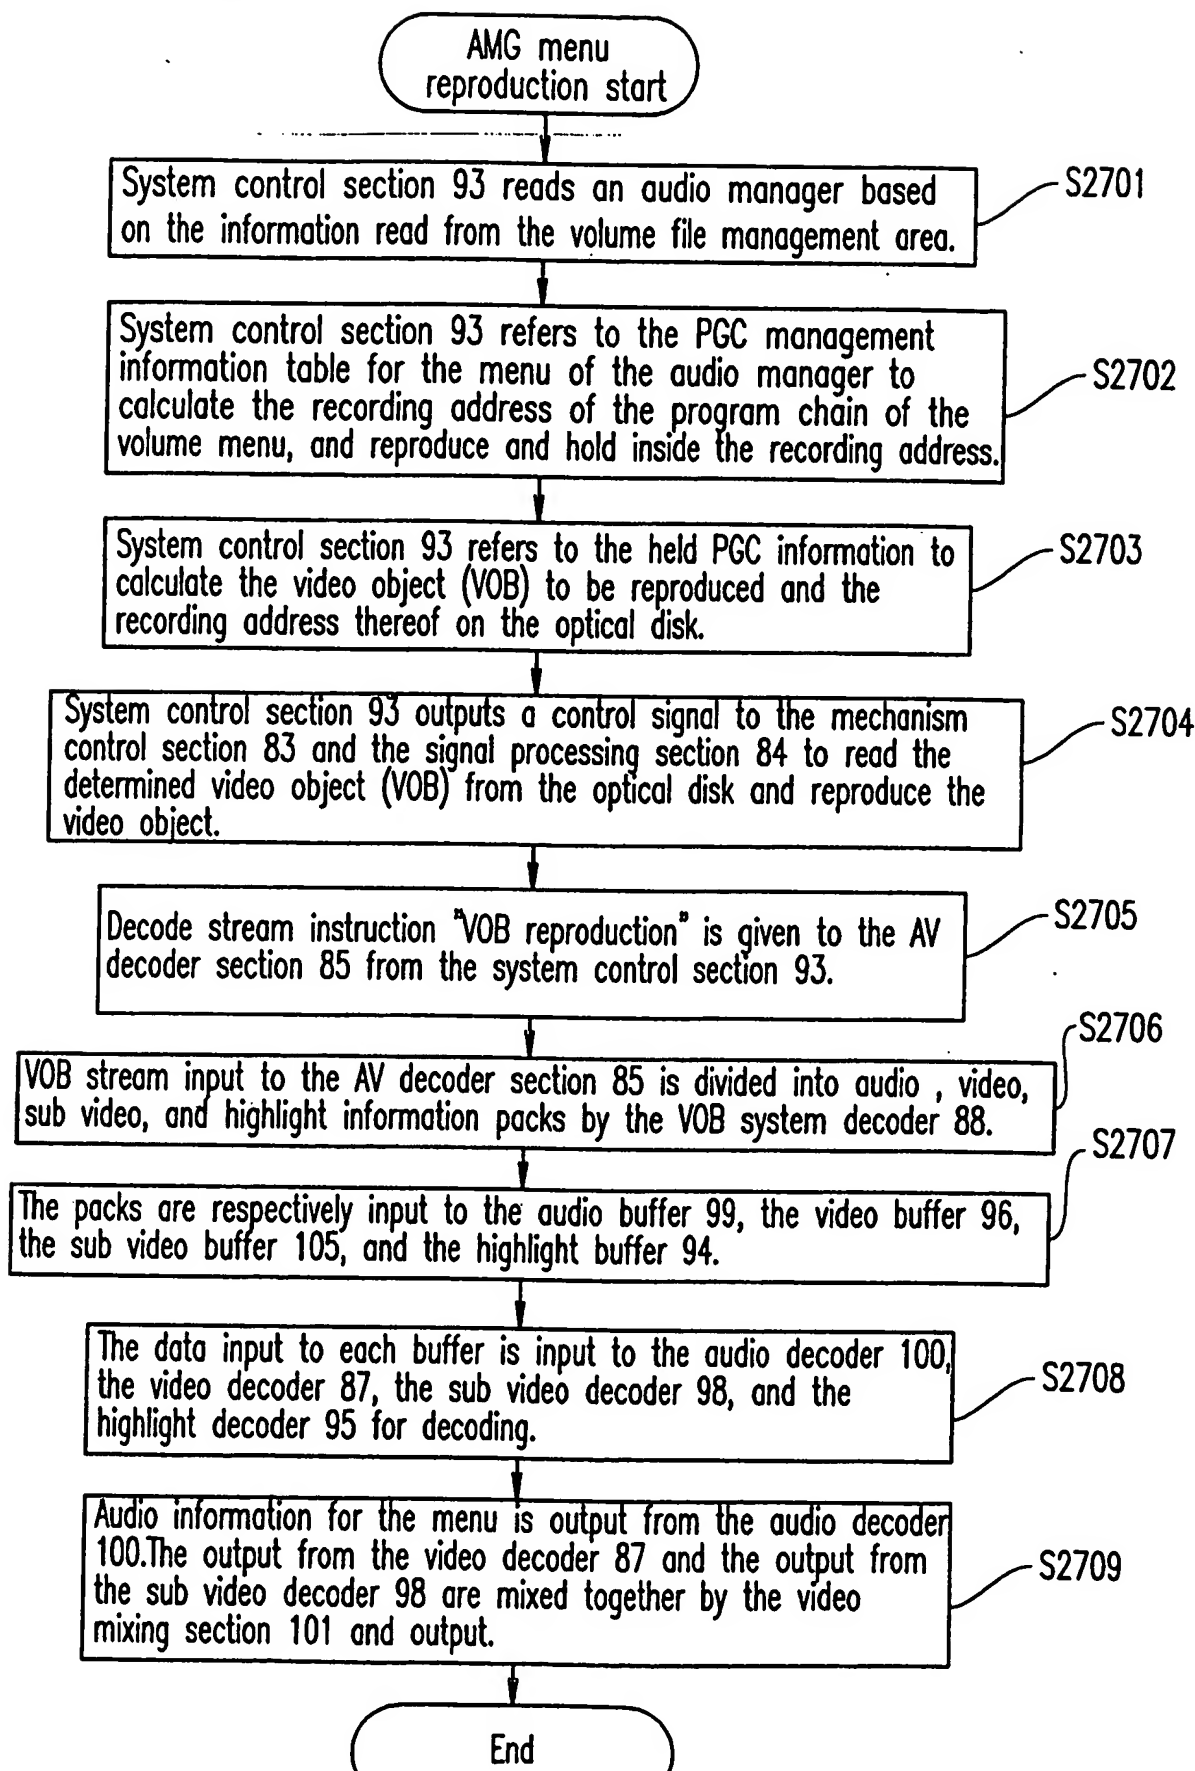 AMG menu
reproduction start
System control section 93 reads an audio manager based
on the information read from the volume file management area.
S2701
System control section 93 refers to the PGC management
information table for the menu of the audio manager to
calculate the recording address of the program chain of the
volume menu, and reproduce and hold inside the recording address.
S2702
System control section 93 refers to the held PGC information to
calculate the video object (VOB) to be reproduced and the
recording address thereof on the optical disk.
S2703
System control section 93 outputs a control signal to the mechanism
control section 83 and the signal processing section 84 to read the
determined video object (VOB) from the optical disk and reproduce the
video object.
S2704
Decode stream instruction "VOB reproduction" is given to the AV
decoder section 85 from the system control section 93.
S2705
VOB stream input to the AV decoder section 85 is divided into audio , video,
sub video, and highlight information packs by the VOB system decoder 88.
S2706
The packs are respectively input to the audio buffer 99, the video buffer 96,
the sub video buffer 105, and the highlight buffer 94.
S2707
The data input to each buffer is input to the audio decoder 100,
the video decoder 87, the sub video decoder 98, and the
highlight decoder 95 for decoding.
S2708
Audio information for the menu is output from the audio decoder
100.The output from the video decoder 87 and the output from
the sub video decoder 98 are mixed together by the video
mixing section 101 and output.
S2709
End